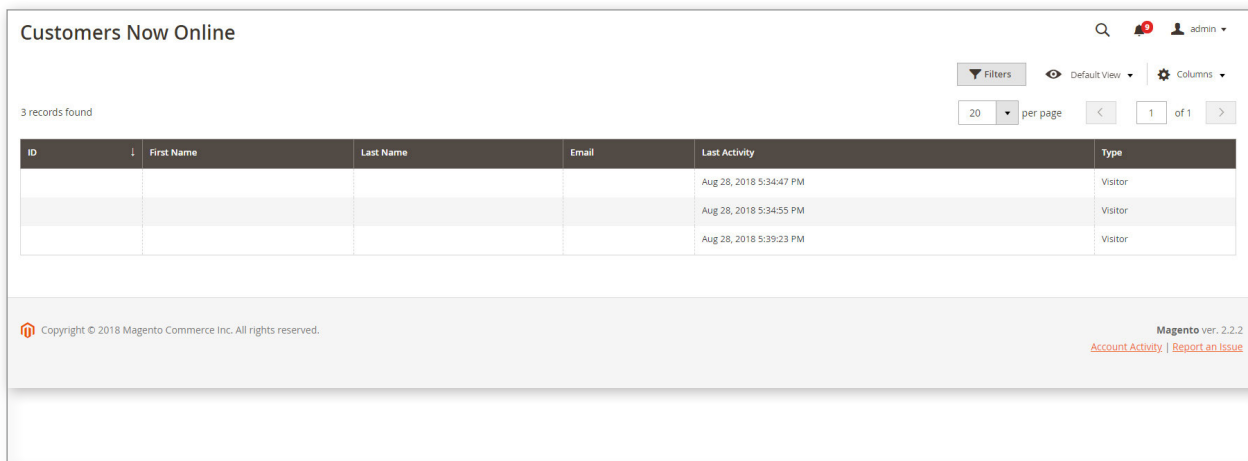 Customers Now Online
9
admin
Filters
Default View
Columns
3 records found
20
per page
1
of 1
ID ↓ First Name Last Name Email Last Activity Type
Aug 28, 2018 5:34:47 PM Visitor
Aug 28, 2018 5:34:55 PM Visitor
Aug 28, 2018 5:39:23 PM Visitor
Copyright © 2018 Magento Commerce Inc. All rights reserved.
Magento ver. 2.2.2
Account Activity | Report an Issue